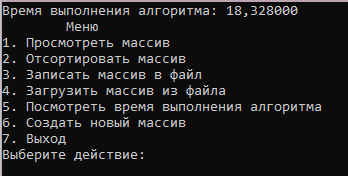 Время выполнения алгоритма: 18,328000
Меню
1. Просмотреть массив
2. Отсортировать массив
3. Записать массив в файл
4. Загрузить массив из файла
5. Посмотреть время выполнения алгоритма
6. Создать новый массив
7. Выход
Выберите действие: